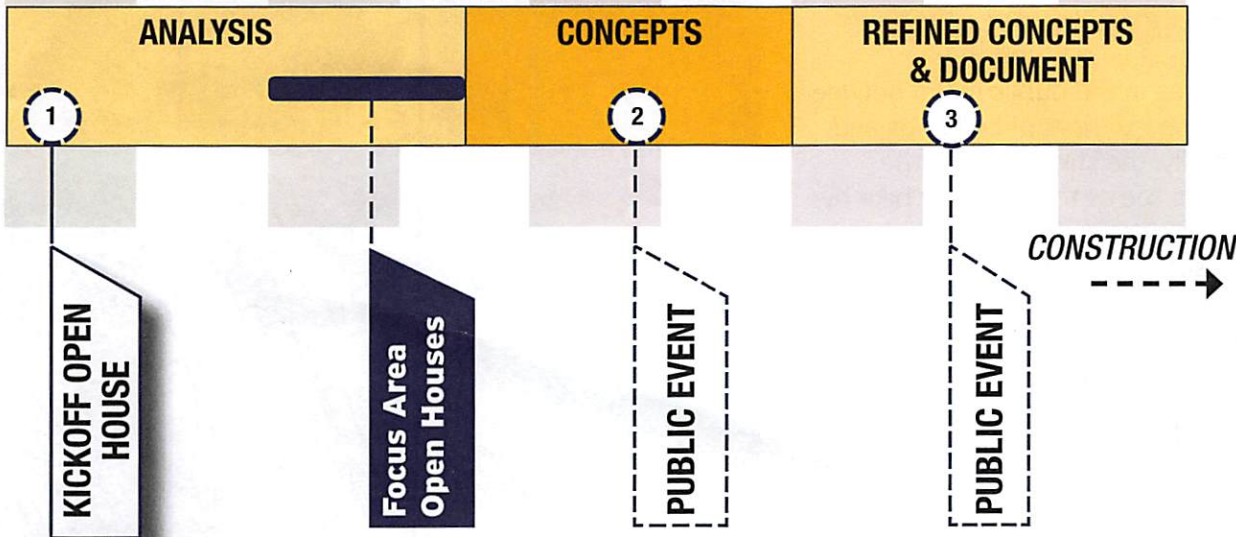 ANALYSIS
CONCEPTS
REFINED CONCEPTS
& DOCUMENT
1
2
3
CONSTRUCTION
KICKOFF OPEN
HOUSE
Focus Area
Open Houses
PUBLIC EVENT
PUBLIC EVENT